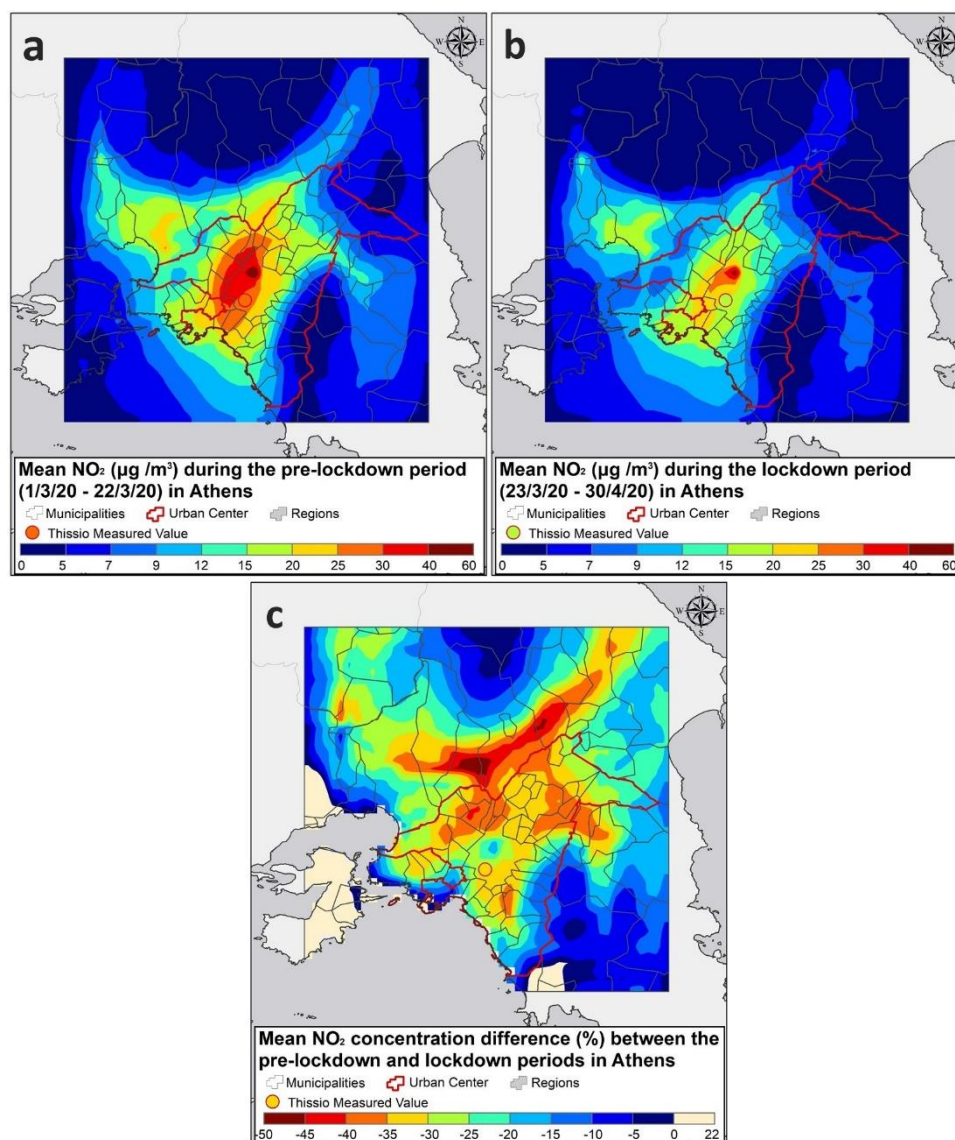 a
N
W E
S
Mean NO₂ (µg /m³) during the pre-lockdown period
(1/3/20 - 22/3/20) in Athens
Municipalities Urban Center Regions
Thissio Measured Value
0 5 7 9 12 15 20 25 30 40 60
b
N
W E
S
Mean NO₂ (µg /m³) during the lockdown period
(23/3/20 - 30/4/20) in Athens
Municipalities Urban Center Regions
Thissio Measured Value
0 5 7 9 12 15 20 25 30 40 60
c
N
W E
S
Mean NO₂ concentration difference (%) between the
pre-lockdown and lockdown periods in Athens
Municipalities Urban Center Regions
Thissio Measured Value
-50 -45 -40 -35 -30 -25 -20 -15 -10 -5 0 22